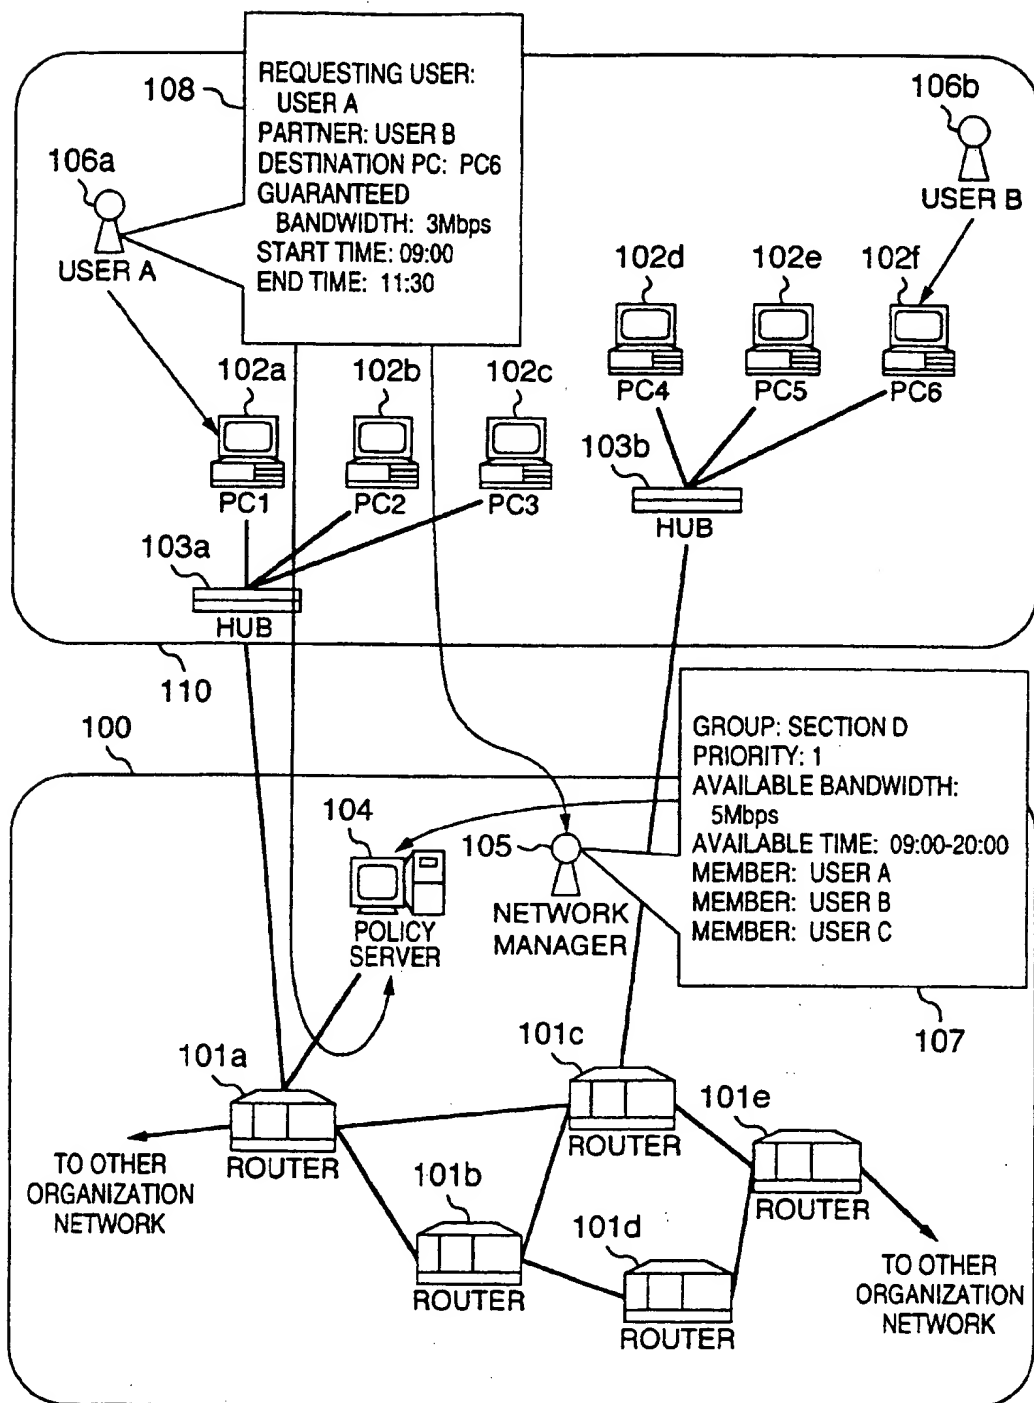 108
REQUESTING USER:
USER A
PARTNER: USER B
DESTINATION PC: PC6
GUARANTEED
BANDWIDTH: 3Mbps
START TIME: 09:00
END TIME: 11:30
106a
USER A
106b
USER B
102d
102e
102f
PC4
PC5
PC6
102a
102b
102c
PC1
PC2
PC3
103b
HUB
103a
HUB
110
100
GROUP: SECTION D
PRIORITY: 1
AVAILABLE BANDWIDTH:
5Mbps
AVAILABLE TIME: 09:00-20:00
MEMBER: USER A
MEMBER: USER B
MEMBER: USER C
107
104
POLICY
SERVER
105
NETWORK
MANAGER
101a
ROUTER
101c
ROUTER
101e
ROUTER
101b
ROUTER
101d
ROUTER
TO OTHER
ORGANIZATION
NETWORK
TO OTHER
ORGANIZATION
NETWORK